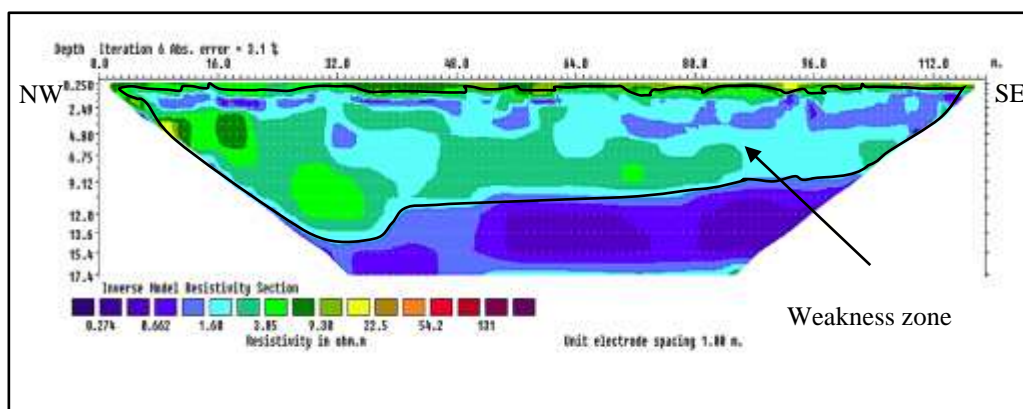 Depth Iteration 6 Abs. error = 3.1 %
0.0 16.0 32.0 48.0 64.0 80.0 96.0 112.0 m.
NW 0.250 SE
2.40
4.80
6.75
9.12
12.0
13.6
15.4
17.4
Inverse Model Resistivity Section
0.274 0.662 1.60 3.85 9.30 22.5 54.2 131
Resistivity in ohm.m Unit electrode spacing 1.00 m.
Weakness zone